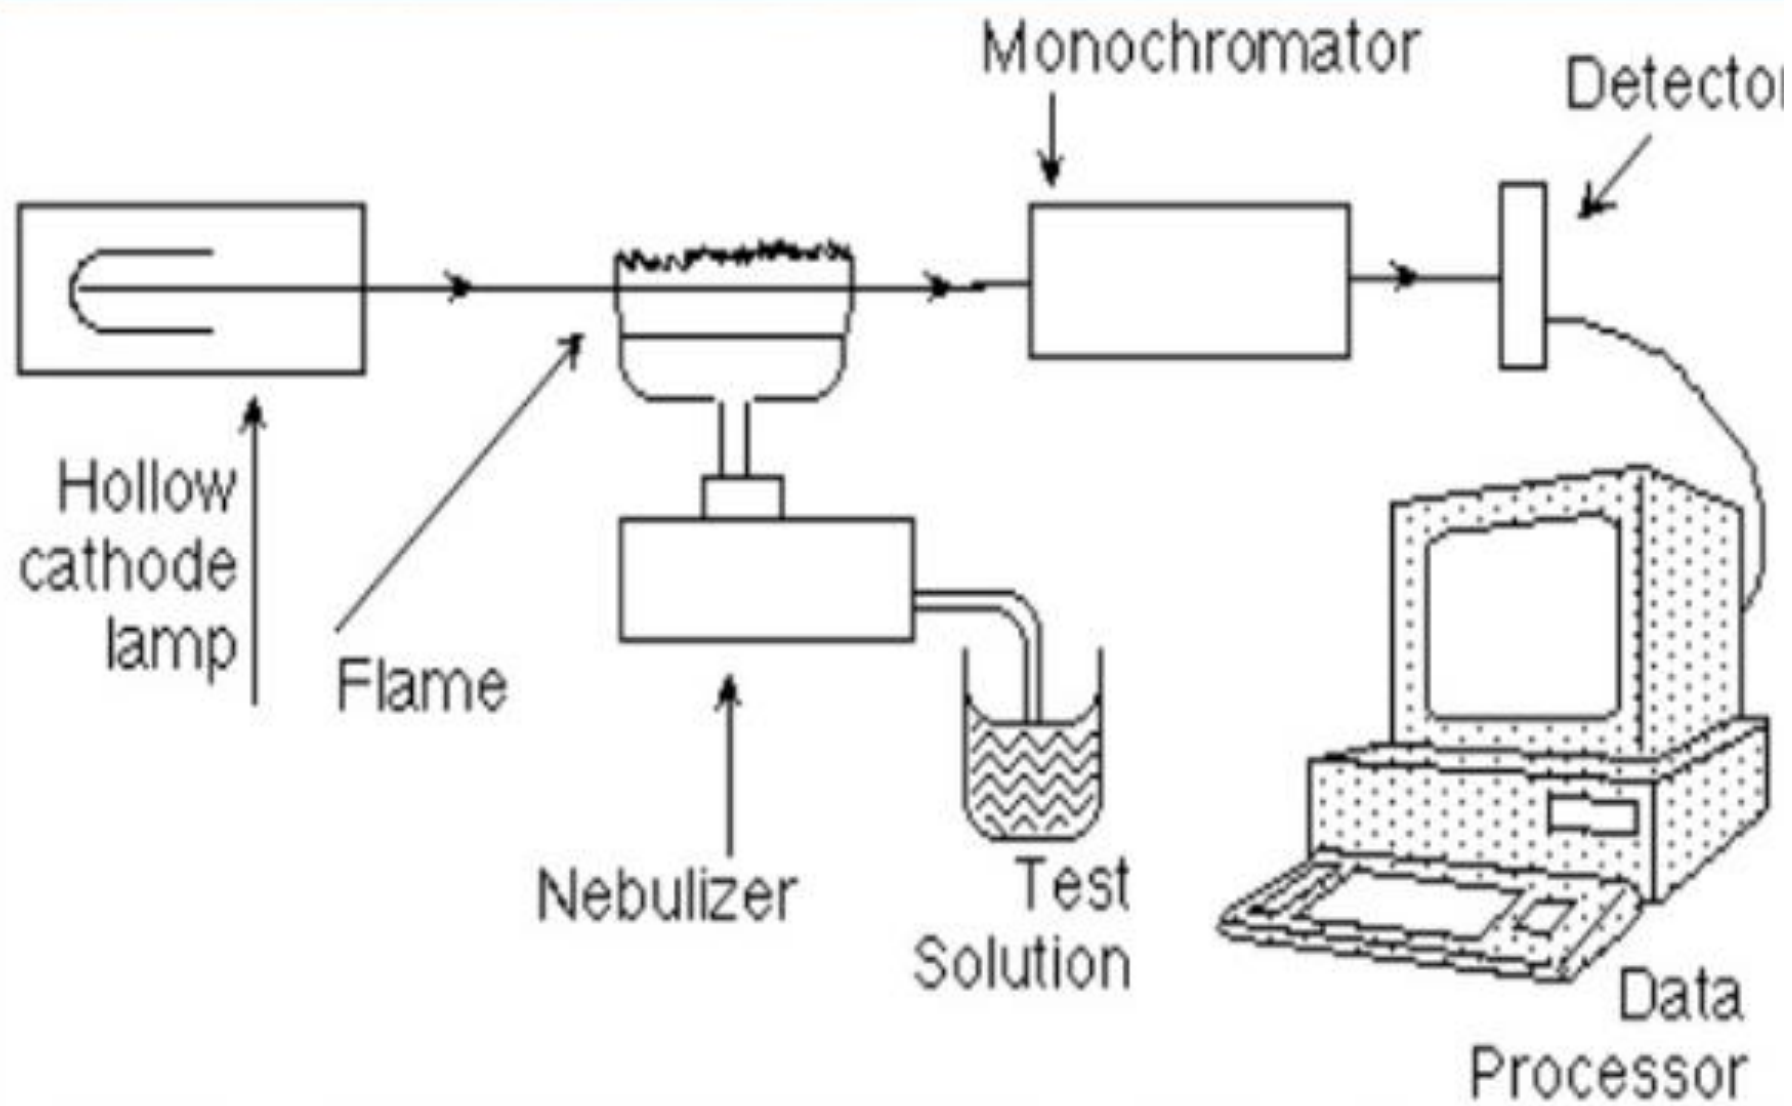 Monochromator
Detector
Hollow
cathode
lamp
Flame
Nebulizer
Test
Solution
Data
Processor